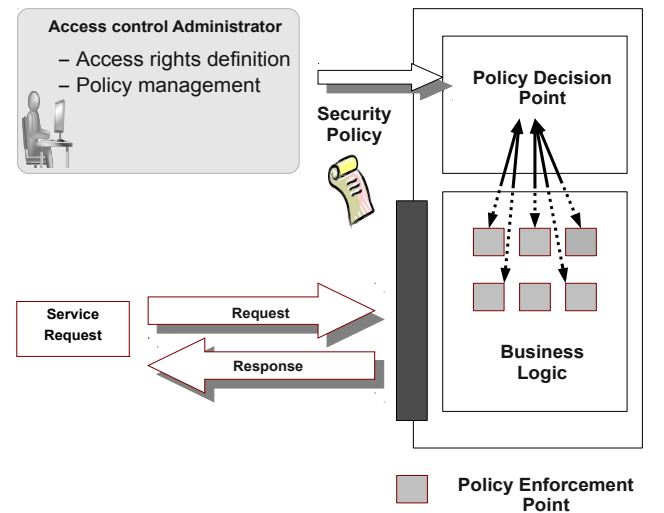 Access control Administrator
– Access rights definition
– Policy management
Security
Policy
Policy Decision
Point
Service
Request
Request
Response
Business
Logic
Policy Enforcement
Point